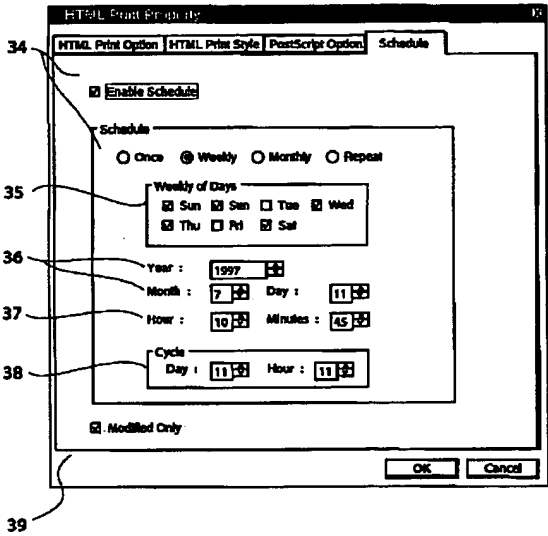 HTML Print Property
HTML Print Option HTML Print Style PostScript Option Schedule
34
Enable Schedule
Schedule
Once Weekly Monthly Repeat
35
Weekly of Days
Sun Sun Tue Wed
Thu Fri Sat
36
Year : 1997
Month : 7 Day : 11
37
Hour : 10 Minutes : 45
Cycle
38
Day : 11 Hour : 11
Modified Only
OK Cancel
39